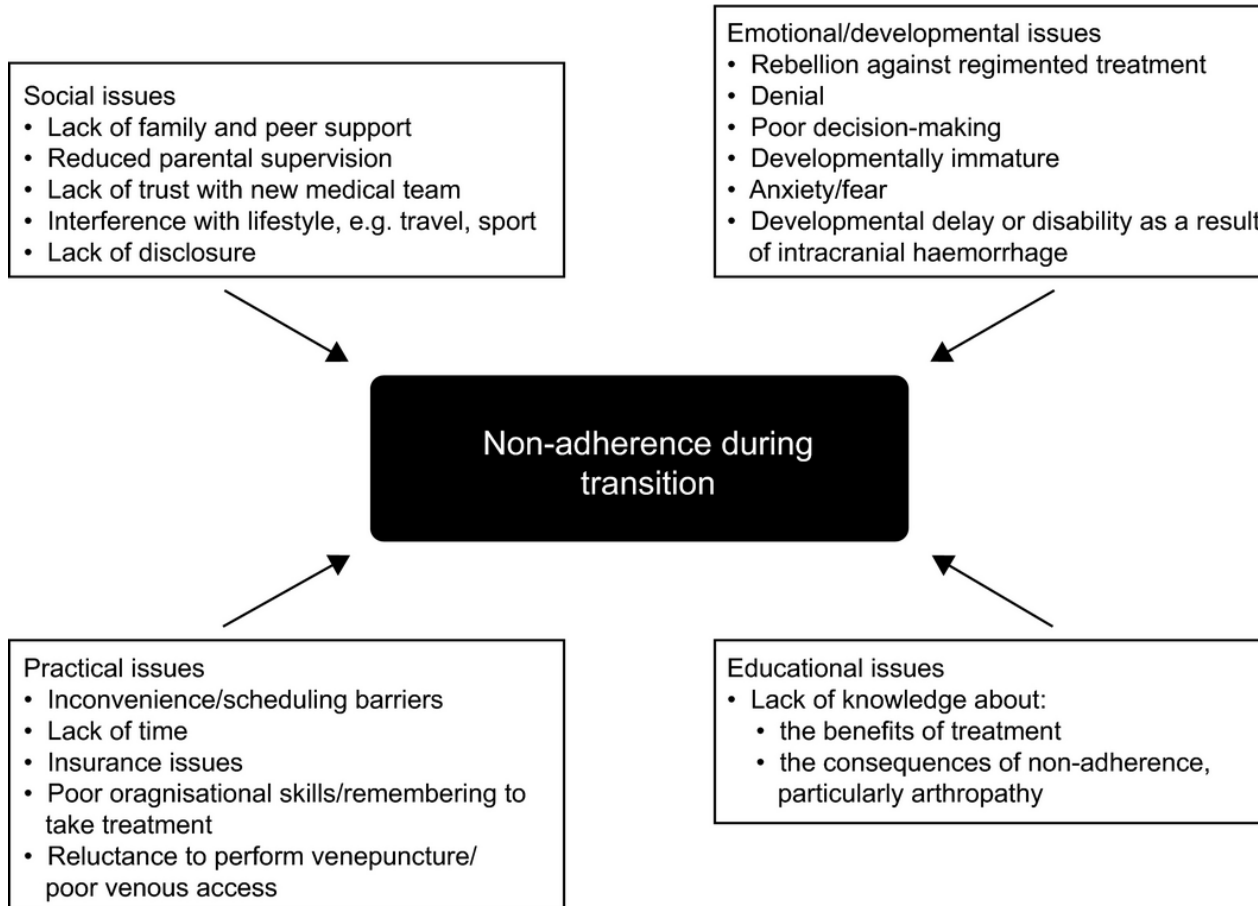 Social issues
• Lack of family and peer support
• Reduced parental supervision
• Lack of trust with new medical team
• Interference with lifestyle, e.g. travel, sport
• Lack of disclosure
Emotional/developmental issues
• Rebellion against regimented treatment
• Denial
• Poor decision-making
• Developmentally immature
• Anxiety/fear
• Developmental delay or disability as a result
of intracranial haemorrhage
Non-adherence during
transition
Practical issues
• Inconvenience/scheduling barriers
• Lack of time
• Insurance issues
• Poor oragnisational skills/remembering to
take treatment
• Reluctance to perform venepuncture/
poor venous access
Educational issues
• Lack of knowledge about:
• the benefits of treatment
• the consequences of non-adherence,
particularly arthropathy